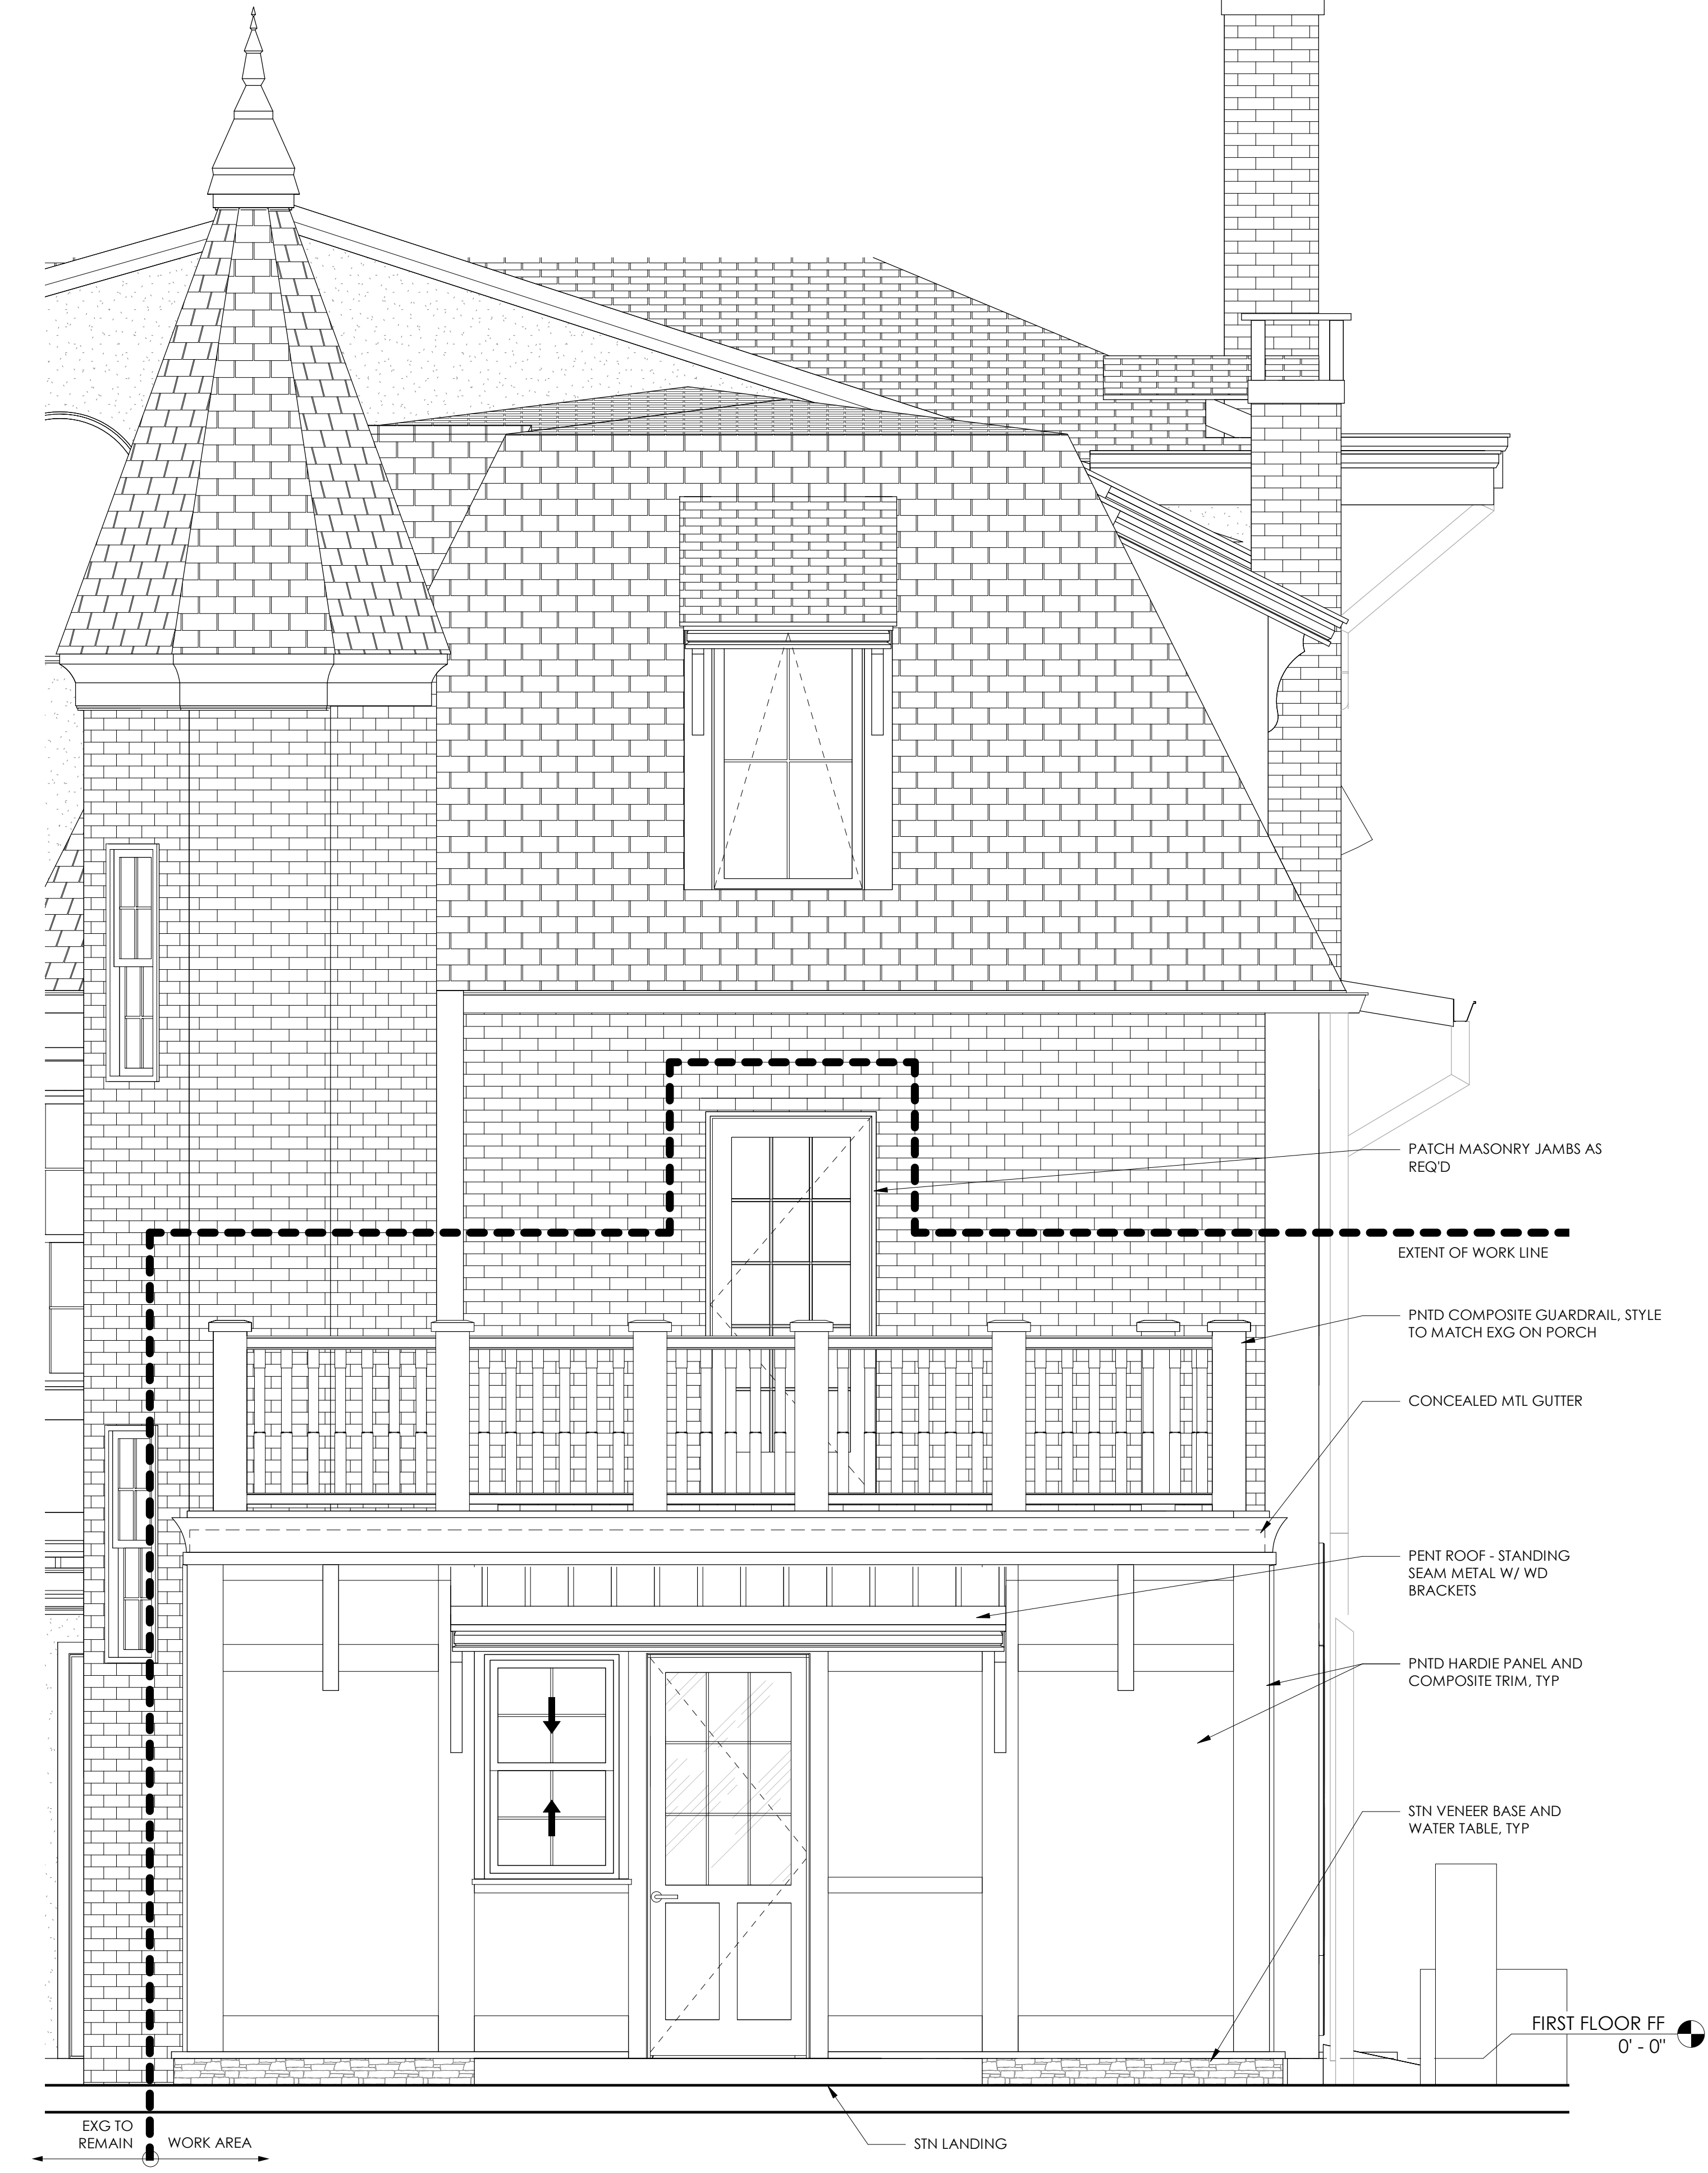 PATCH MASONRY JAMBS AS
REQ'D
EXTENT OF WORK LINE
PNTD COMPOSITE GUARDRAIL, STYLE
TO MATCH EXG ON PORCH
CONCEALED MTL GUTTER
PENT ROOF - STANDING
SEAM METAL W/ WD
BRACKETS
PNTD HARDIE PANEL AND
COMPOSITE TRIM, TYP
STN VENEER BASE AND
WATER TABLE, TYP
FIRST FLOOR FF
0' - 0"
EXG TO
REMAIN
WORK AREA
STN LANDING